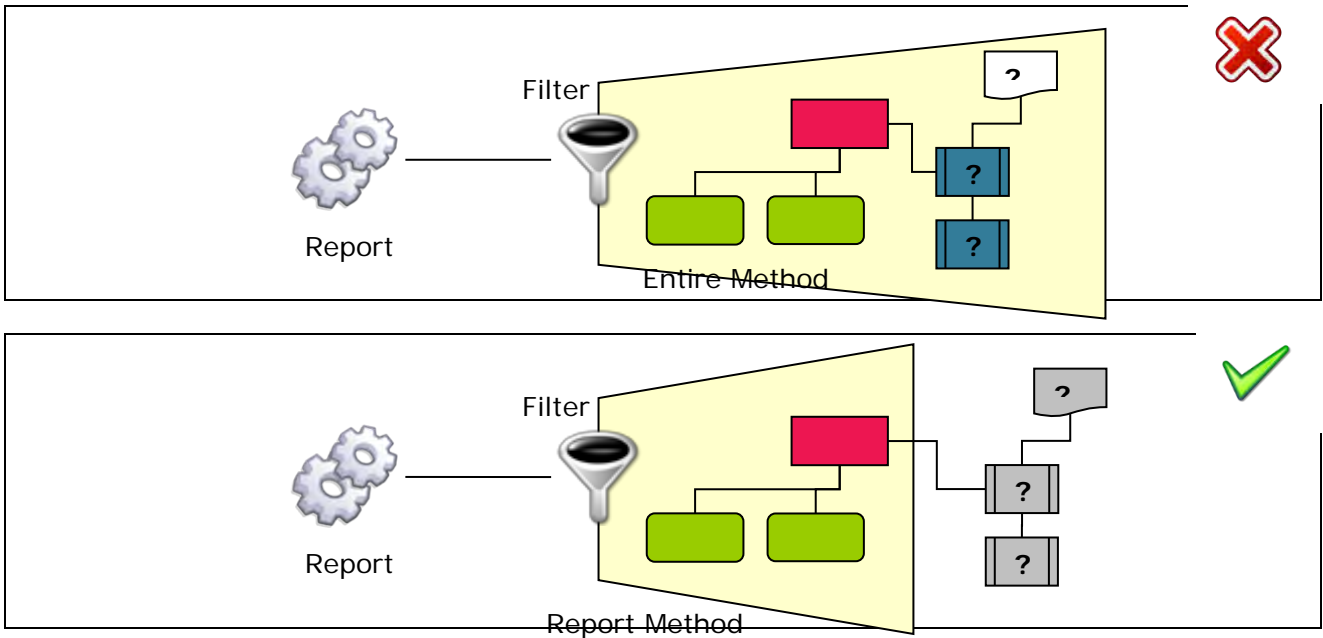 Filter
?
?
?
Report
Entire Method
Filter
?
?
?
Report
Report Method